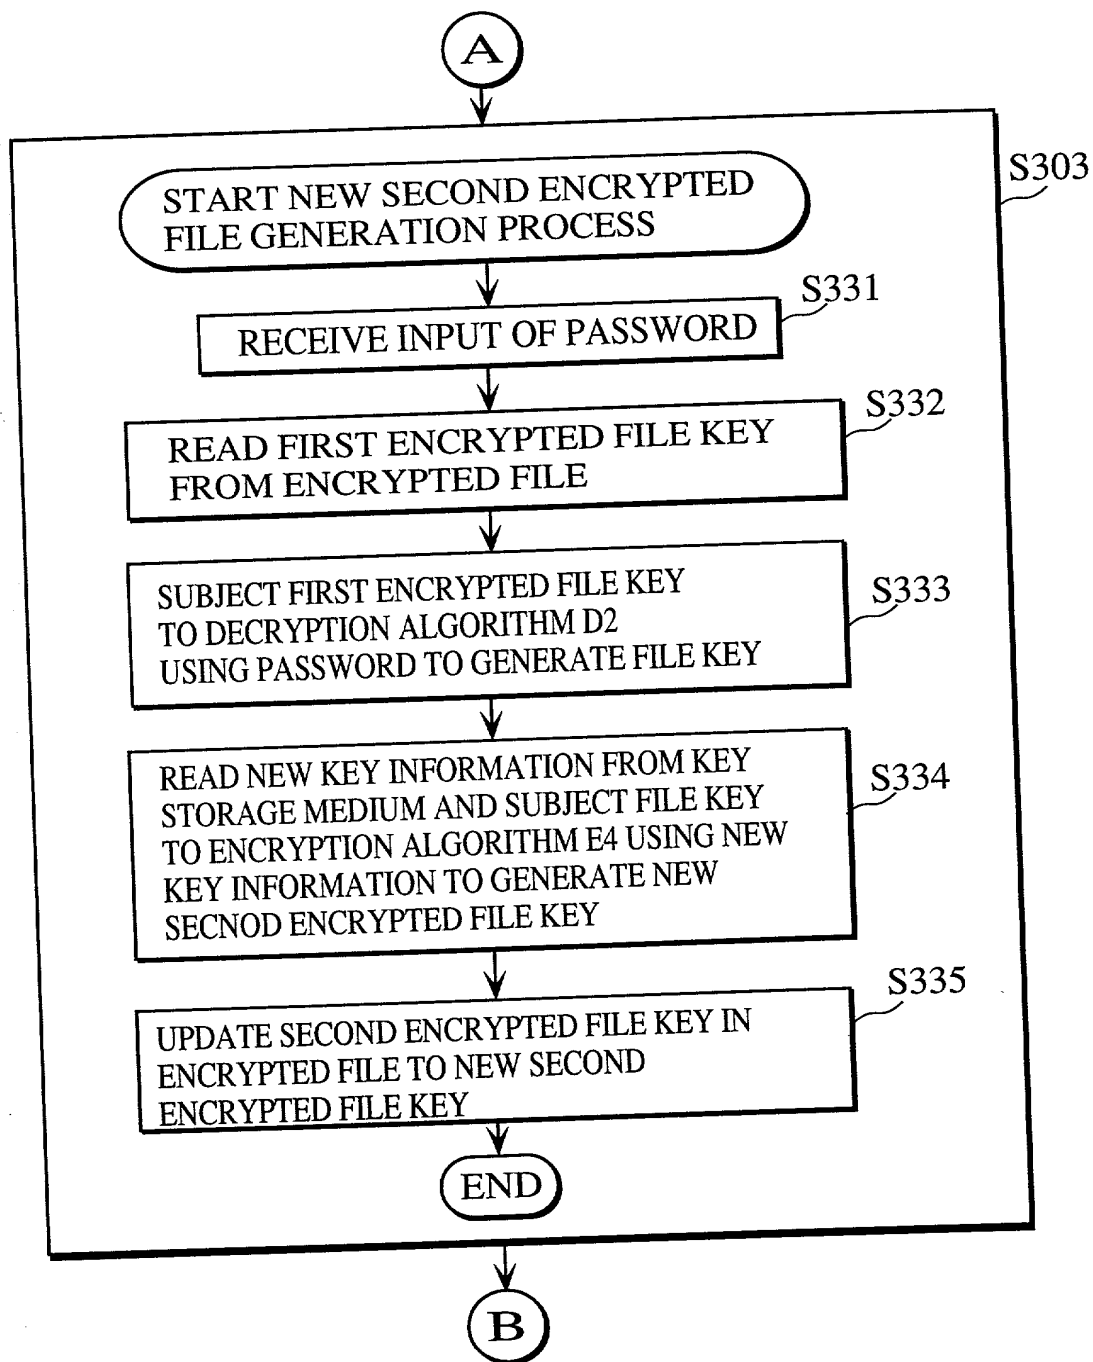 A
S303
START NEW SECOND ENCRYPTED
FILE GENERATION PROCESS
S331
RECEIVE INPUT OF PASSWORD
S332
READ FIRST ENCRYPTED FILE KEY
FROM ENCRYPTED FILE
S333
SUBJECT FIRST ENCRYPTED FILE KEY
TO DECRYPTION ALGORITHM D2
USING PASSWORD TO GENERATE FILE KEY
S334
READ NEW KEY INFORMATION FROM KEY
STORAGE MEDIUM AND SUBJECT FILE KEY
TO ENCRYPTION ALGORITHM E4 USING NEW
KEY INFORMATION TO GENERATE NEW
SECNOD ENCRYPTED FILE KEY
S335
UPDATE SECOND ENCRYPTED FILE KEY IN
ENCRYPTED FILE TO NEW SECOND
ENCRYPTED FILE KEY
END
B